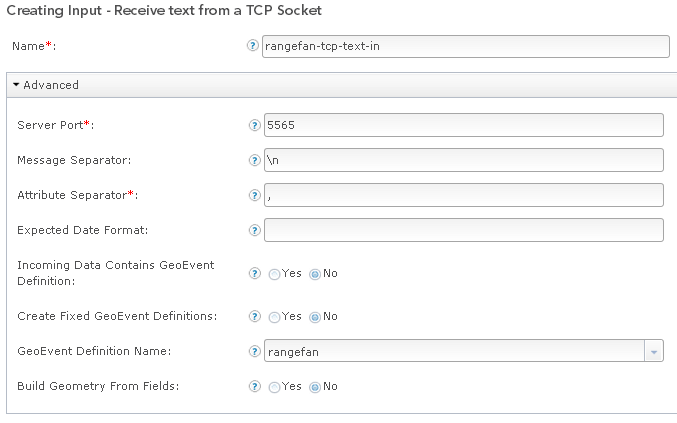 Creating Input - Receive text from a TCP Socket
Name*: ? rangefan-tcp-text-in
Advanced
Server Port*: ? 5565
Message Separator: ? \n
Attribute Separator*: ? ,
Expected Date Format: ?
Incoming Data Contains GeoEvent
Definition: ? Yes No
Create Fixed GeoEvent Definitions: ? Yes No
GeoEvent Definition Name: ? rangefan
Build Geometry From Fields: ? Yes No